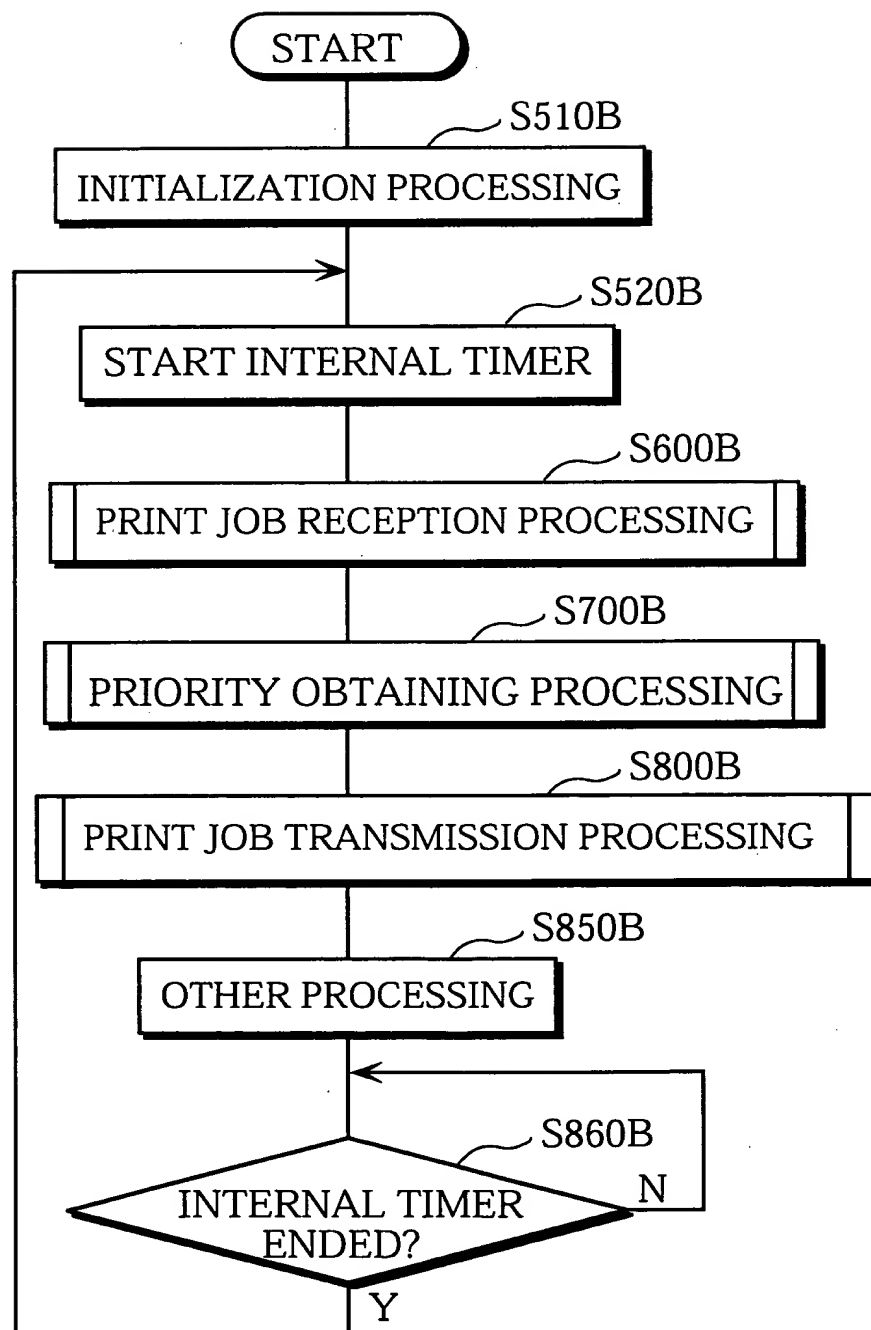 START
S510B
INITIALIZATION PROCESSING
S520B
START INTERNAL TIMER
S600B
PRINT JOB RECEPTION PROCESSING
S700B
PRIORITY OBTAINING PROCESSING
S800B
PRINT JOB TRANSMISSION PROCESSING
S850B
OTHER PROCESSING
S860B
INTERNAL TIMER
ENDED?
N
Y